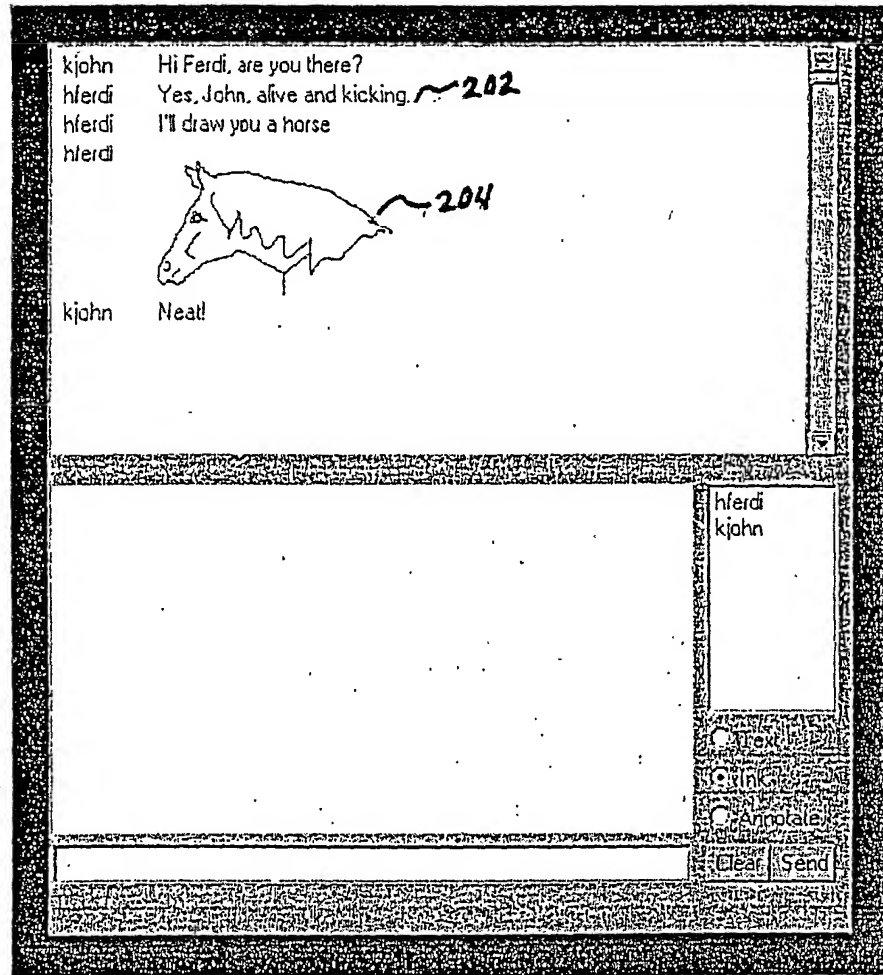 kjohn Hi Ferdi, are you there?
hferdi Yes, John, alive and kicking. 202
hferdi I'll draw you a horse
hferdi
204
kjohn Neat!
hferdi
kjohn
Text
Ink
Annotate
Clear Send